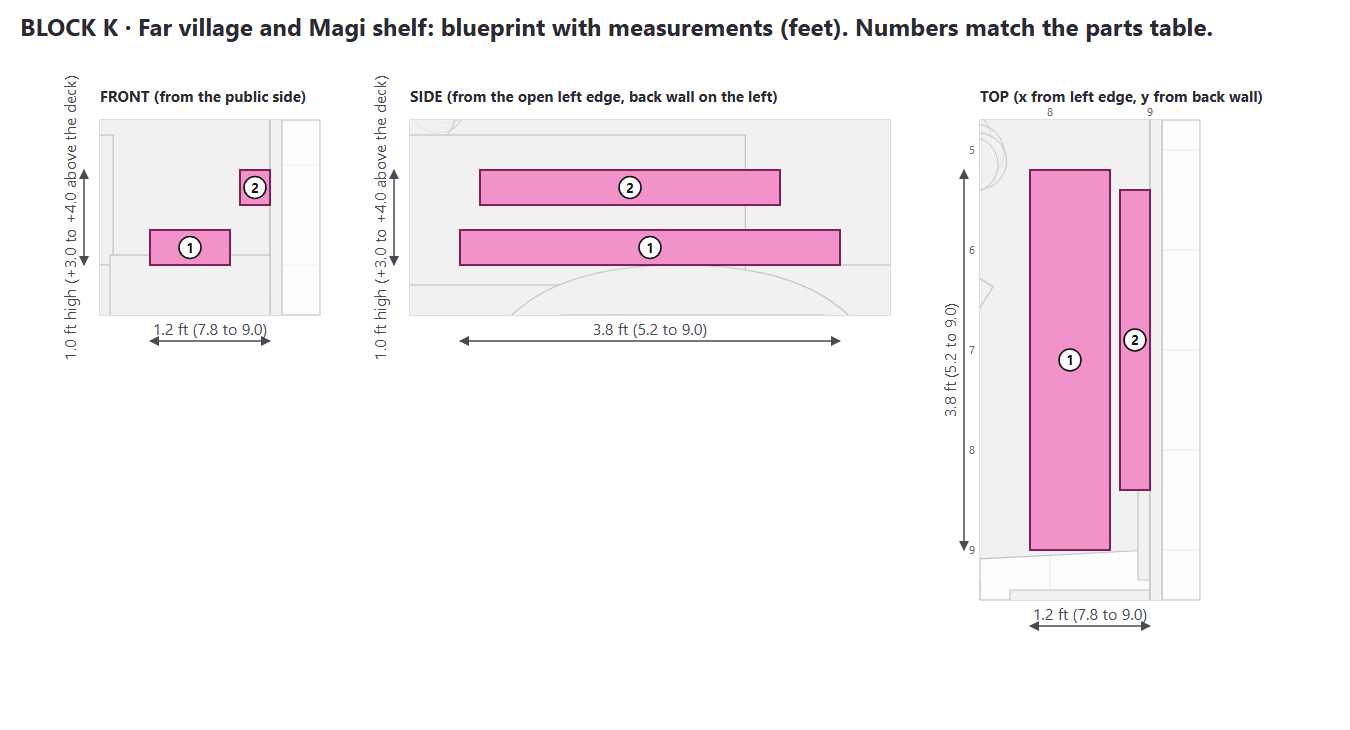 BLOCK K · Far village and Magi shelf: blueprint with measurements (feet). Numbers match the parts table.
FRONT (from the public side)
1.0 ft high (+3.0 to +4.0 above the deck)
2
1
1.2 ft (7.8 to 9.0)
SIDE (from the open left edge, back wall on the left)
1.0 ft high (+3.0 to +4.0 above the deck)
2
1
3.8 ft (5.2 to 9.0)
TOP (x from left edge, y from back wall)
8 9
5
6
7
8
9
3.8 ft (5.2 to 9.0)
2
1
1.2 ft (7.8 to 9.0)